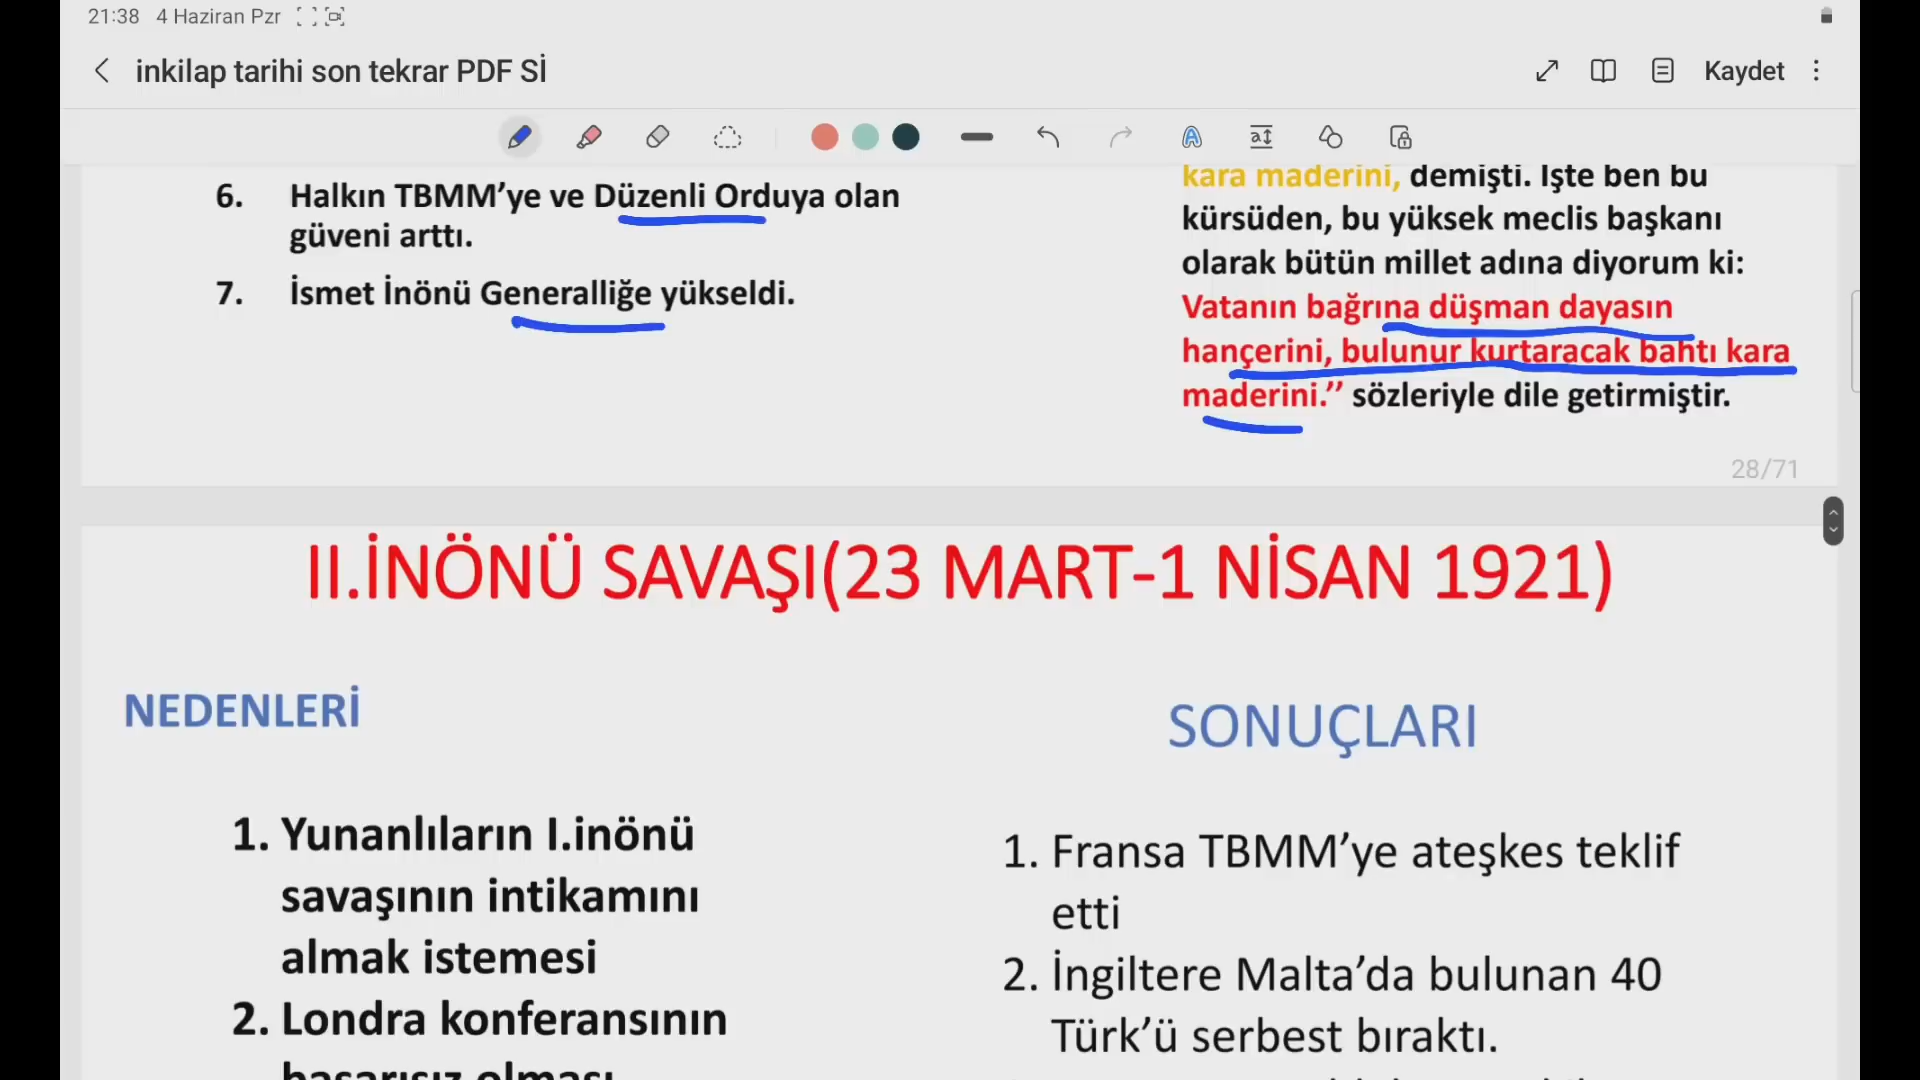 21:38 4 Haziran Pzr
inkilap tarihi son tekrar PDF Sİ
Kaydet
6. Halkın TBMM’ye ve Düzenli Orduya olan
güveni arttı.
7. İsmet İnönü Generalliğe yükseldi.
kara maderini, demişti. İşte ben bu
kürsüden, bu yüksek meclis başkanı
olarak bütün millet adına diyorum ki:
Vatanın bağrına düşman dayasın
hançerini, bulunur kurtaracak bahtı kara
maderini.’’ sözleriyle dile getirmiştir.
28/71
II.İNÖNÜ SAVAŞI(23 MART-1 NİSAN 1921)
NEDENLERİ
1. Yunanlıların I.inönü
savaşının intikamını
almak istemesi
2. Londra konferansının
başarısız olması
SONUÇLARI
1. Fransa TBMM’ye ateşkes teklif
etti
2. İngiltere Malta’da bulunan 40
Türk’ü serbest bıraktı.